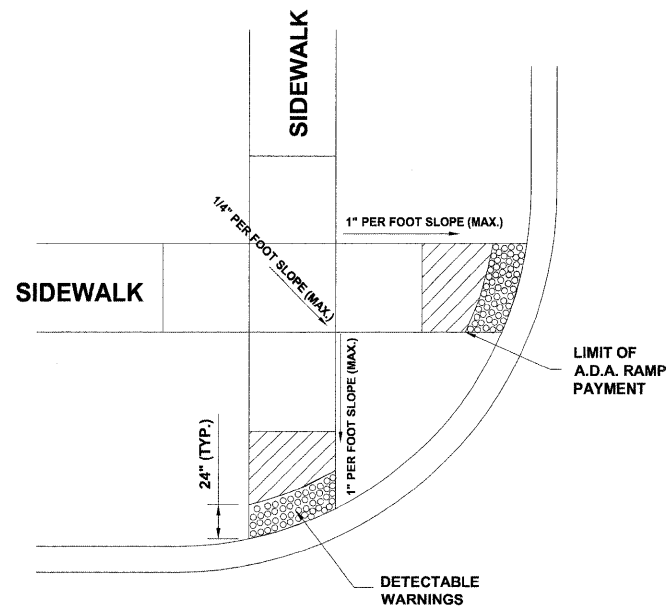 SIDEWALK
1/4" PER FOOT SLOPE (MAX.)
1" PER FOOT SLOPE (MAX.)
SIDEWALK
LIMIT OF
A.D.A. RAMP
PAYMENT
1" PER FOOT SLOPE (MAX.)
24" (TYP.)
DETECTABLE
WARNINGS